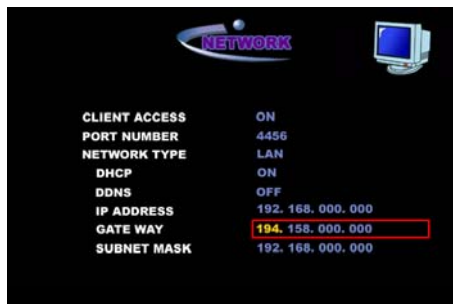 NETWORK
CLIENT ACCESS ON
PORT NUMBER 4456
NETWORK TYPE LAN
DHCP ON
DDNS OFF
IP ADDRESS 192. 168. 000. 000
GATE WAY 194. 158. 000. 000
SUBNET MASK 192. 168. 000. 000